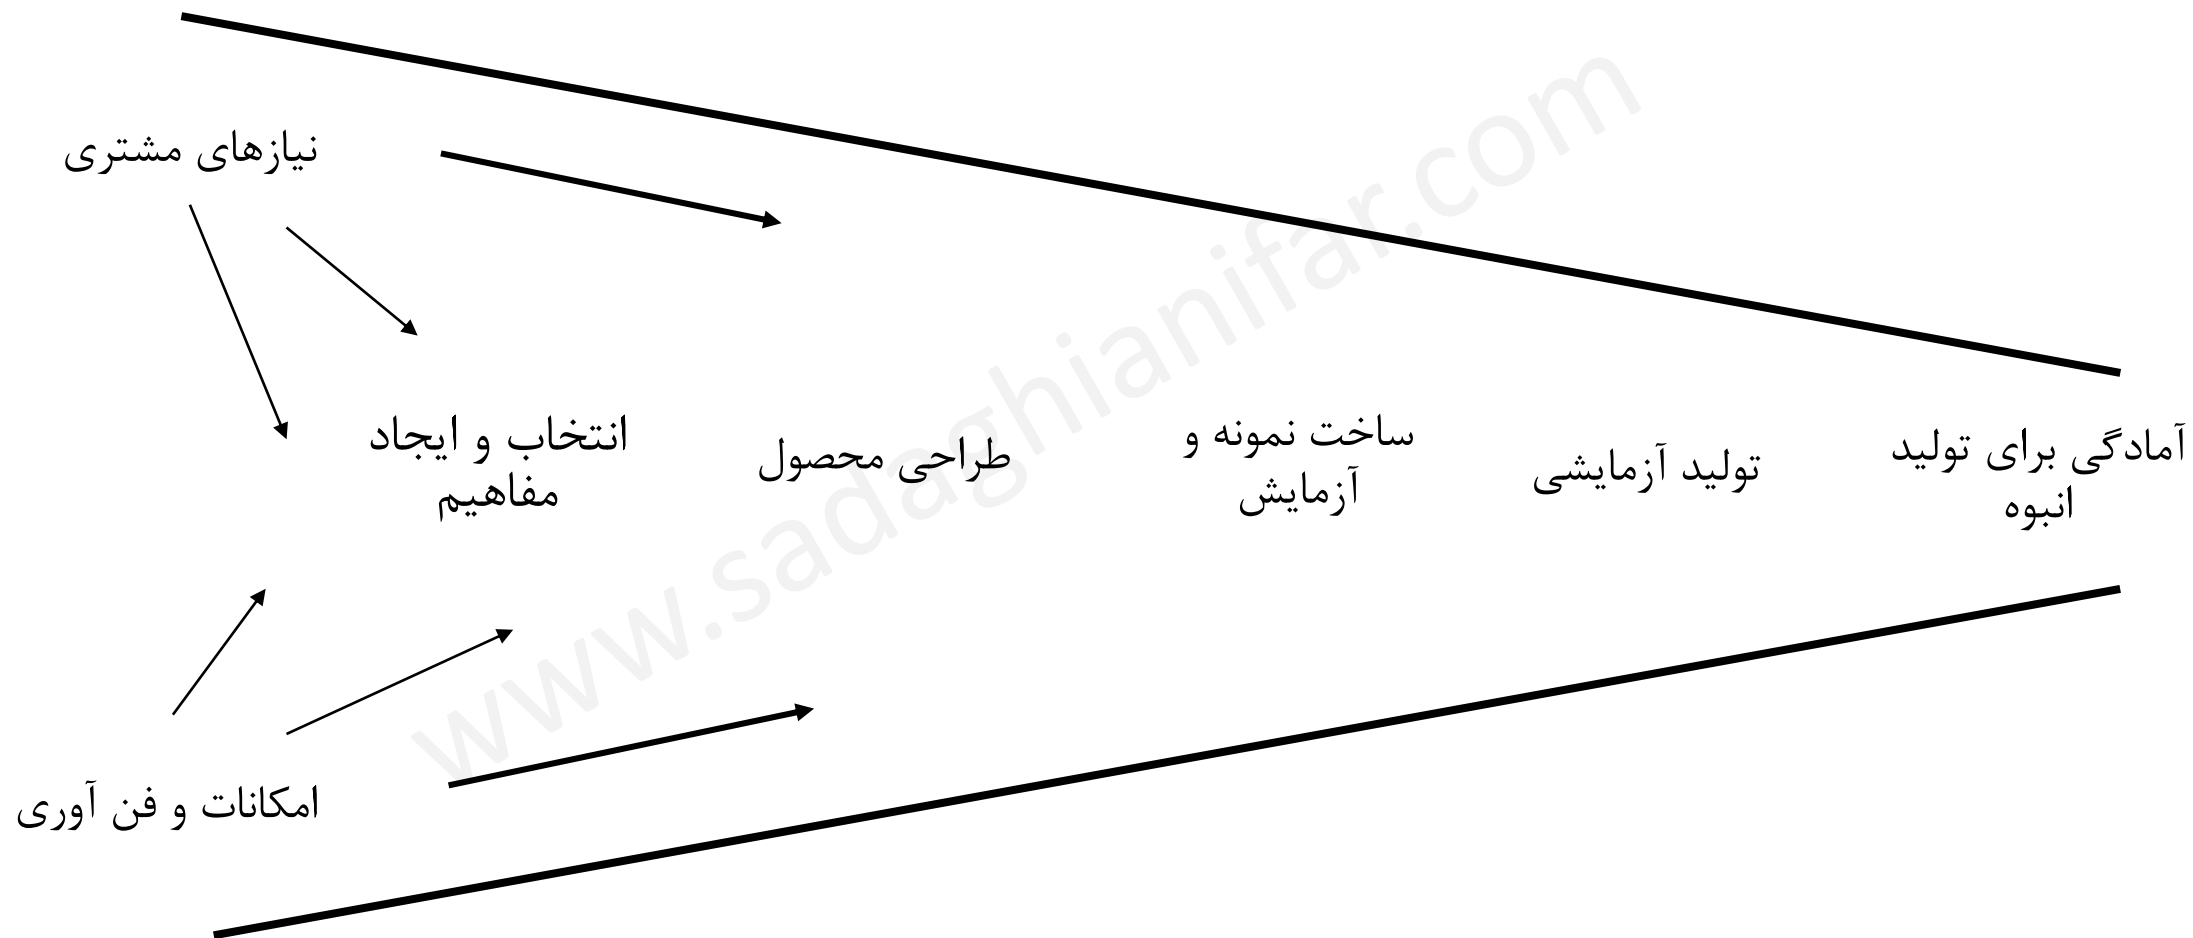 نیازهای مشتری
انتخاب و ایجاد
مفاهیم
طراحی محصول
ساخت نمونه و
آزمایش
تولید آزمایشی
آمادگی برای تولید
انبوه
امکانات و فن آوری
www.sadaghianifar.com